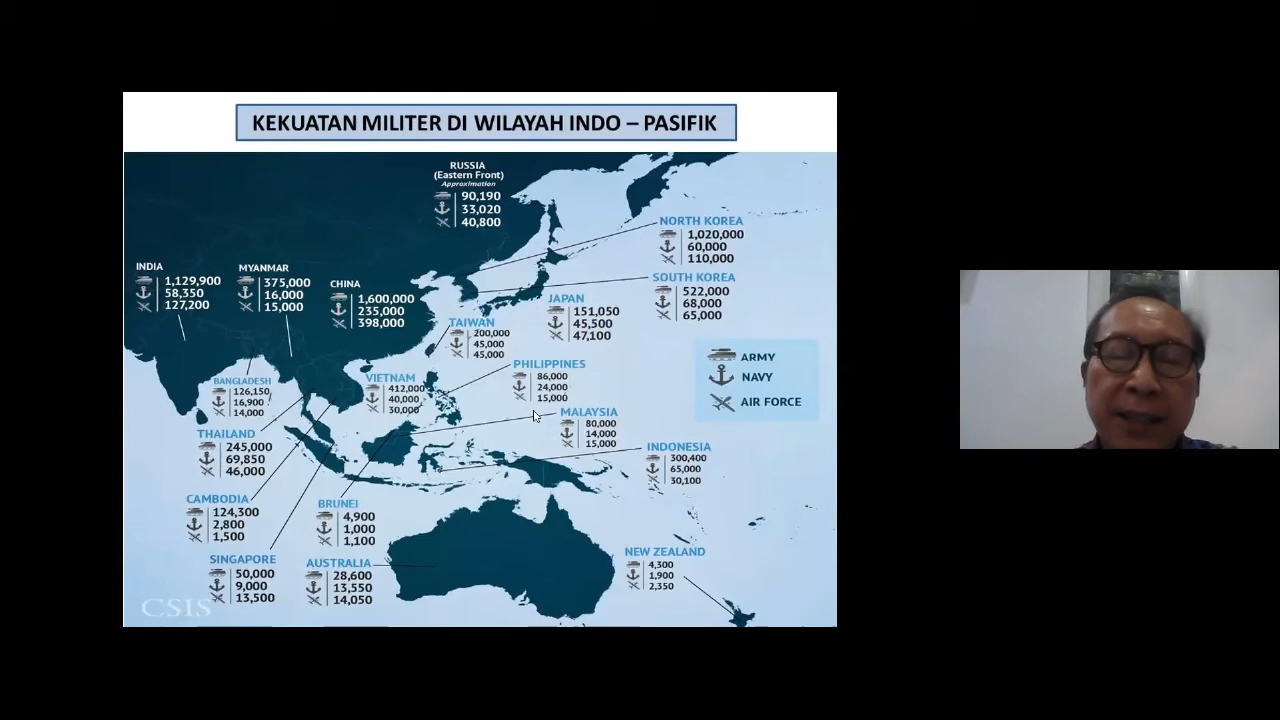 KEKUATAN MILITER DI WILAYAH INDO – PASIFIK
RUSSIA
(Eastern Front)
Approximation
90,190
33,020
40,800
NORTH KOREA
1,020,000
60,000
110,000
INDIA
1,129,900
58,350
127,200
MYANMAR
375,000
16,000
15,000
CHINA
1,600,000
235,000
398,000
SOUTH KOREA
522,000
68,000
65,000
JAPAN
151,050
45,500
47,100
TAIWAN
200,000
45,000
45,000
ARMY
NAVY
AIR FORCE
PHILIPPINES
86,000
24,000
15,000
BANGLADESH
126,150
16,900
14,000
VIETNAM
412,000
40,000
30,000
MALAYSIA
80,000
14,000
15,000
THAILAND
245,000
69,850
46,000
INDONESIA
300,400
65,000
30,100
CAMBODIA
124,300
2,800
1,500
BRUNEI
4,900
1,000
1,100
SINGAPORE
50,000
9,000
13,500
AUSTRALIA
28,600
13,550
14,050
NEW ZEALAND
4,300
1,900
2,350
CSIS